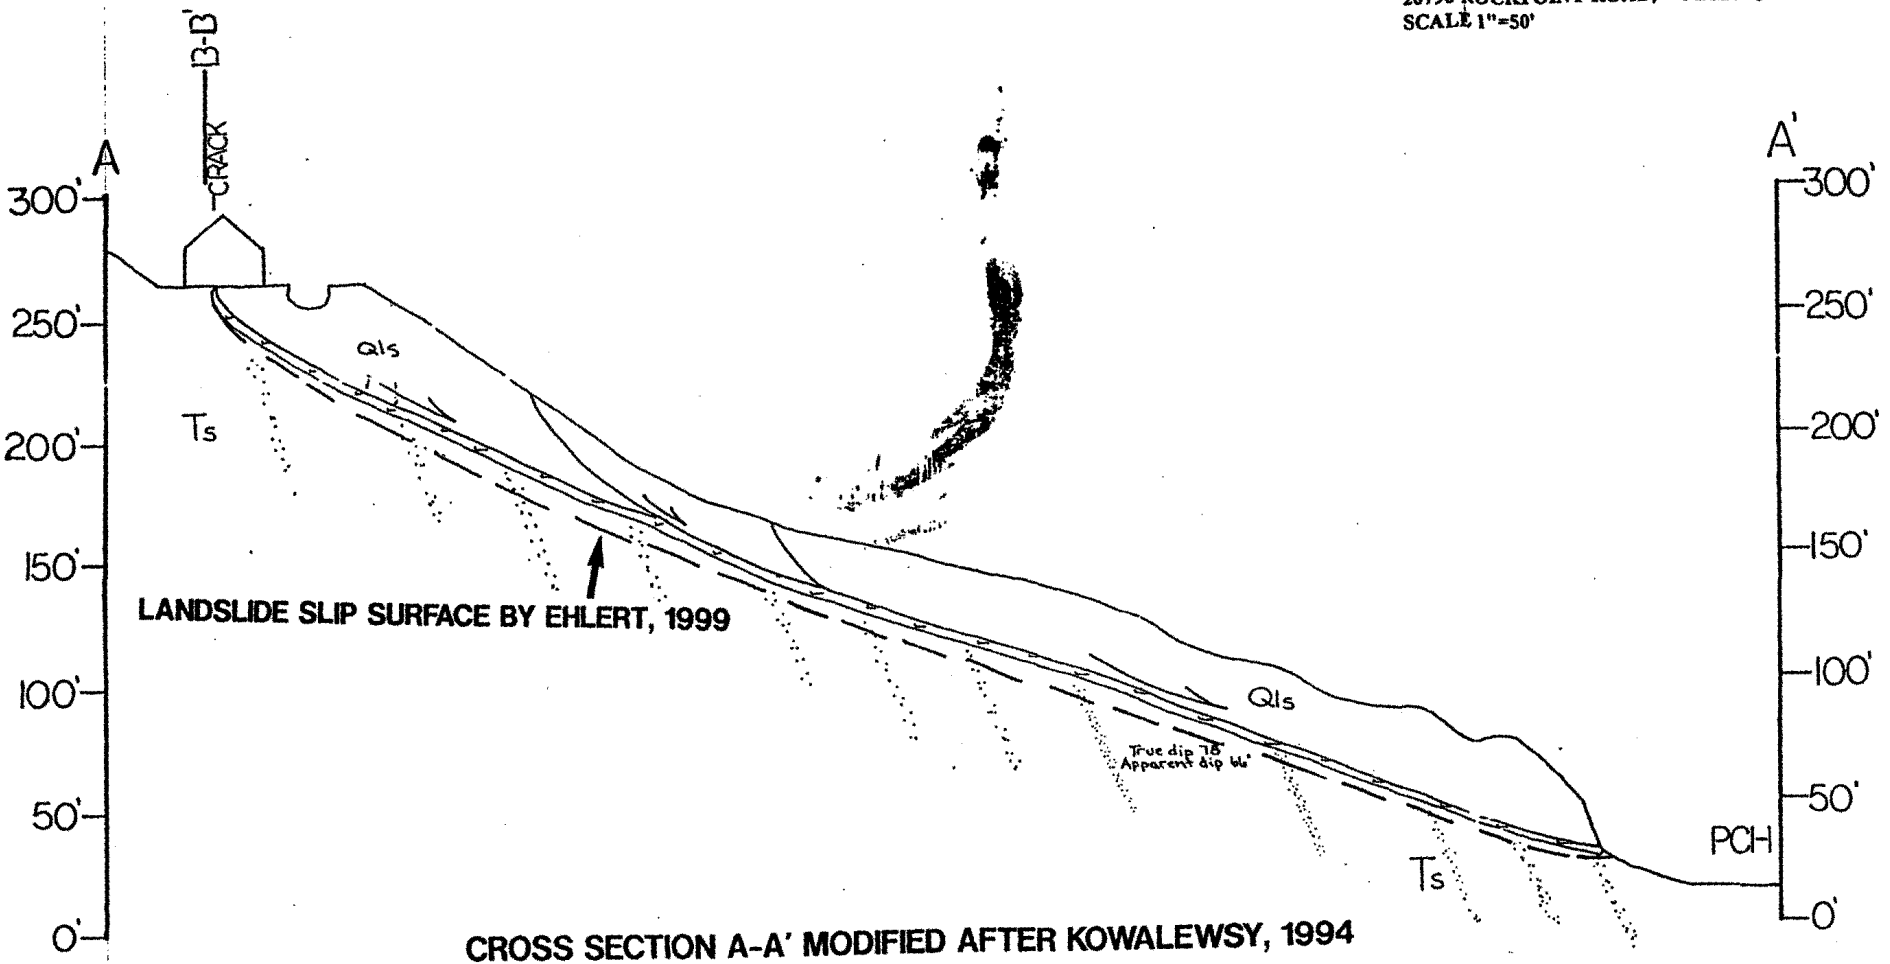 SCALE 1"=50'
B-B'
CRACK
A
A'
300'
300'
250'
250'
Qls
200'
200'
Ts
150'
150'
LANDSLIDE SLIP SURFACE BY EHLERT, 1999
100'
100'
Qls
True dip 78°
Apparent dip 66°
50'
50'
PCH
Ts
0'
0'
CROSS SECTION A-A' MODIFIED AFTER KOWALEWSY, 1994